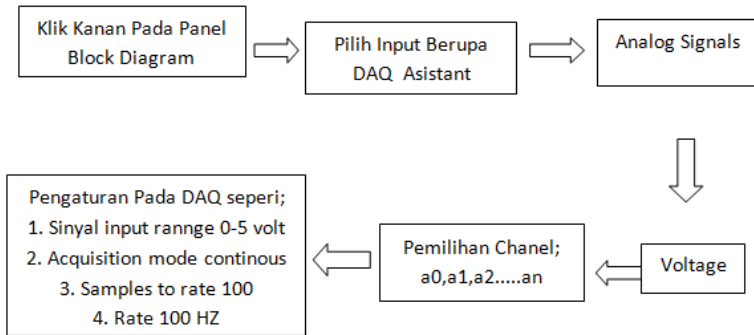 Klik Kanan Pada Panel
Block Diagram
Pilih Input Berupa
DAQ Asistant
Analog Signals
Voltage
Pemilihan Chanel;
a0,a1,a2.....an
Pengaturan Pada DAQ seperi;
1. Sinyal input rannge 0-5 volt
2. Acquisition mode continous
3. Samples to rate 100
4. Rate 100 HZ